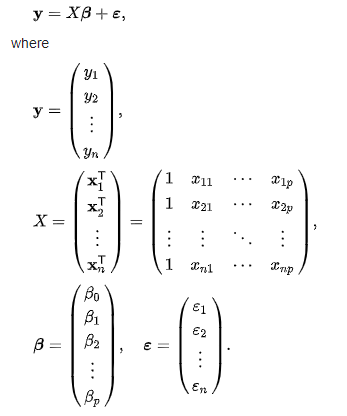 y = Xβ + ε,
where
y = ( y₁
y₂
⋮
yₙ ) ,
X = ( x₁ᵀ
x₂ᵀ
⋮
xₙᵀ ) = ( 1 x₁₁ ⋯ x₁ₚ
1 x₂₁ ⋯ x₂ₚ
⋮ ⋮ ⋱ ⋮
1 xₙ₁ ⋯ xₙₚ ) ,
β = ( β₀
β₁
β₂
⋮
βₚ ) , ε = ( ε₁
ε₂
⋮
εₙ ) .